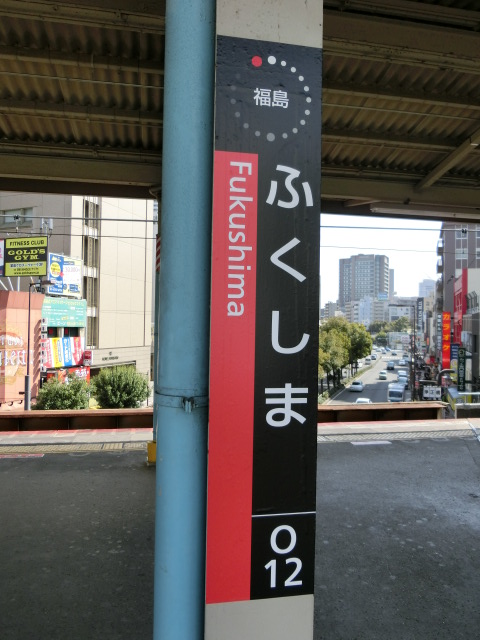 福島
ふくしま
Fukushima
O
12
FITNESS CLUB
GOLD'S
GYM